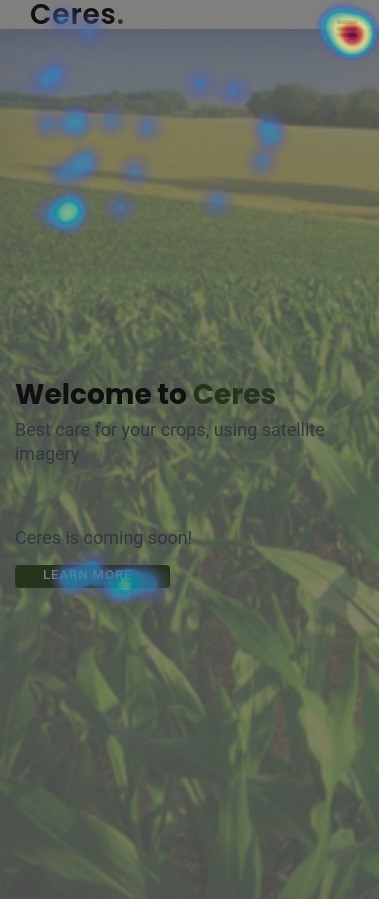 Ceres.
Welcome to Ceres
Best care for your crops, using satellite
imagery
Ceres is coming soon!
LEARN MORE